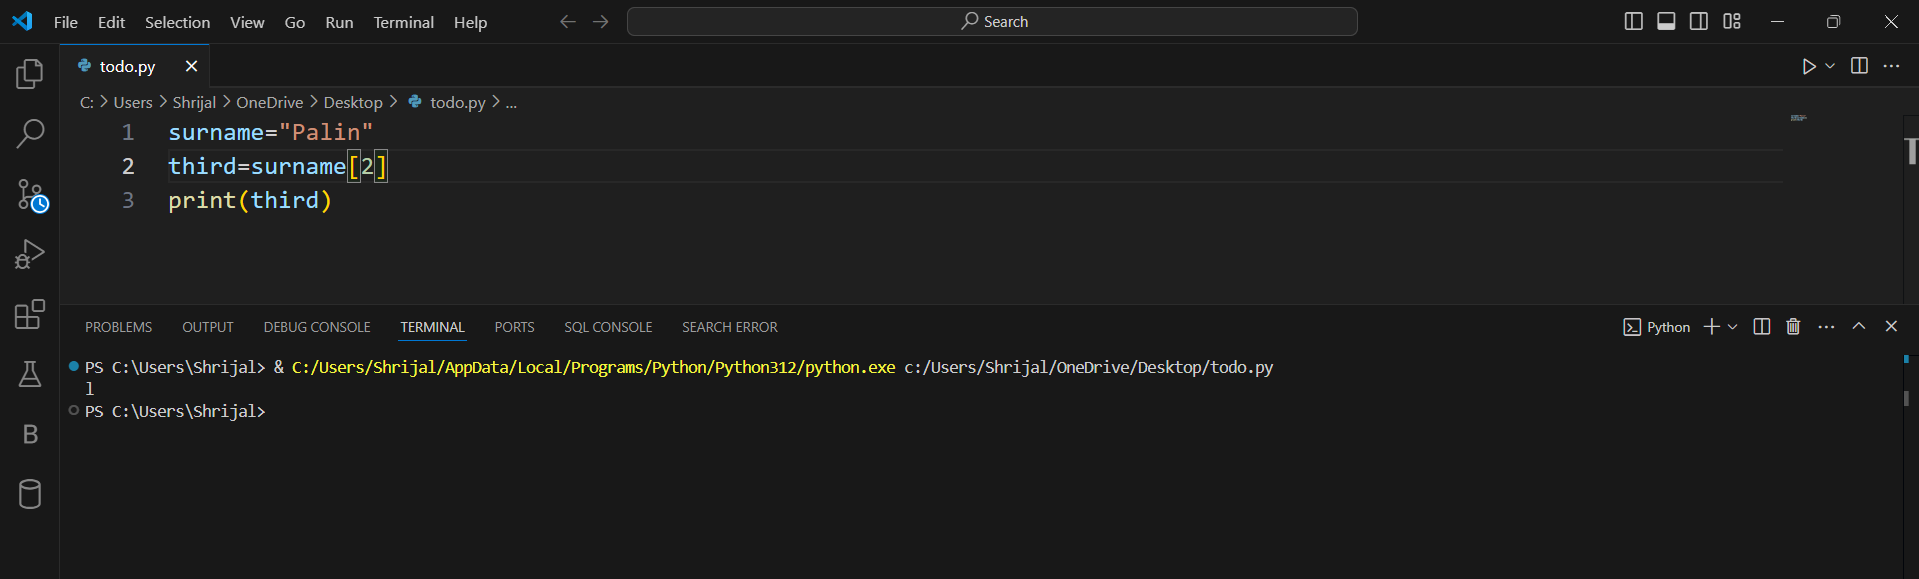 File Edit Selection View Go Run Terminal Help Search
todo.py
C: > Users > Shrijal > OneDrive > Desktop > todo.py > ...
1 surname="Palin"
2 third=surname[2]
3 print(third)
PROBLEMS OUTPUT DEBUG CONSOLE TERMINAL PORTS SQL CONSOLE SEARCH ERROR Python
PS C:\Users\Shrijal> & C:/Users/Shrijal/AppData/Local/Programs/Python/Python312/python.exe c:/Users/Shrijal/OneDrive/Desktop/todo.py
l
PS C:\Users\Shrijal>
B